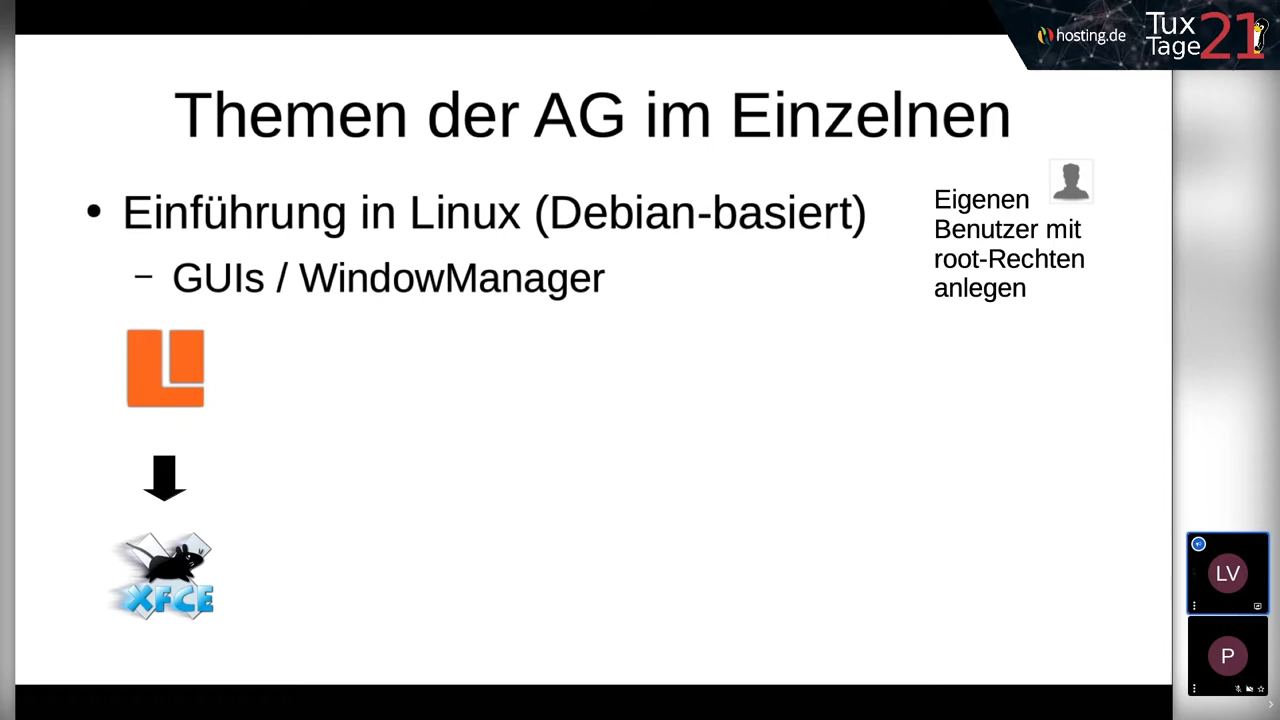 hosting.de
Tux
Tage
21
Themen der AG im Einzelnen
• Einführung in Linux (Debian-basiert)
– GUIs / WindowManager
Eigenen
Benutzer mit
root-Rechten
anlegen
XFCE
LV
P